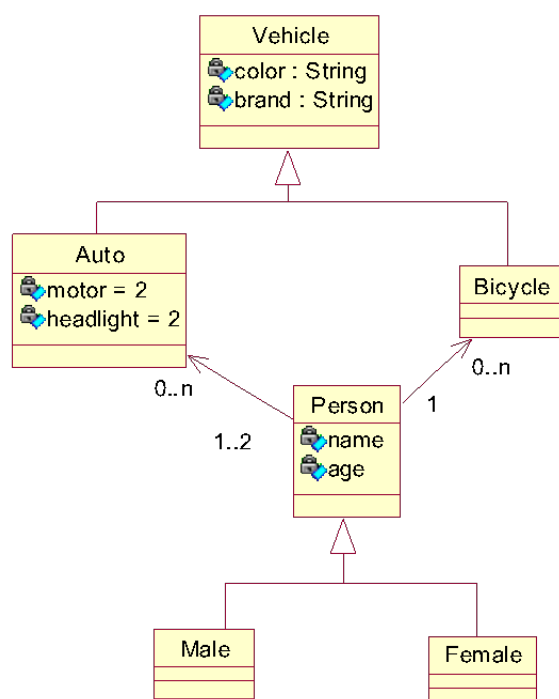 Vehicle
color : String
brand : String
Auto
motor = 2
headlight = 2
Bicycle
0..n
0..n
Person
1
1..2
name
age
Male
Female